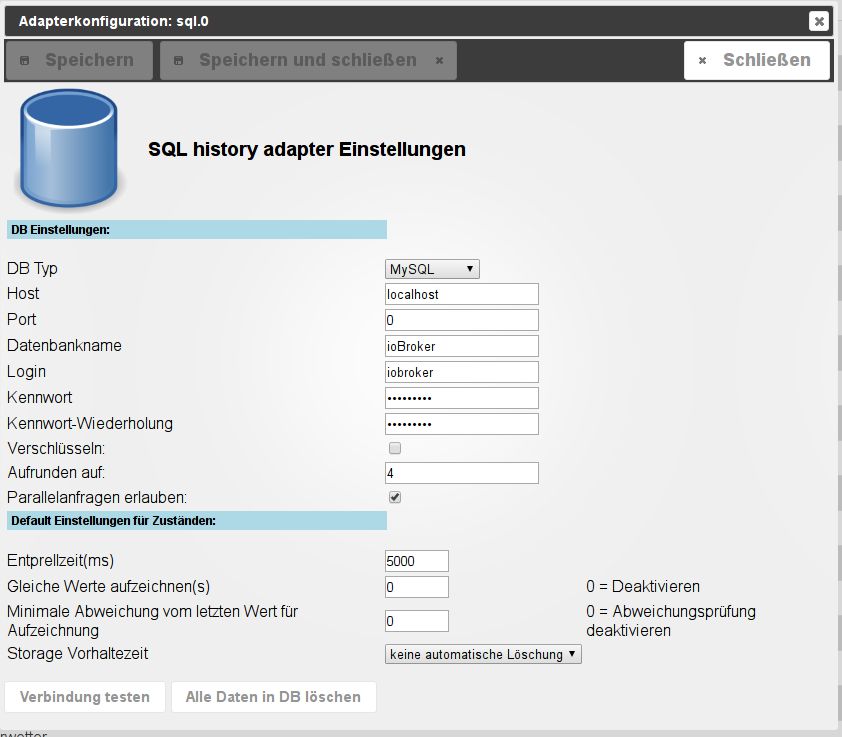 Adapterkonfiguration: sql.0
Speichern Speichern und schließen Schließen
SQL history adapter Einstellungen
DB Einstellungen:
DB Typ MySQL
Host localhost
Port 0
Datenbankname ioBroker
Login iobroker
Kennwort •••••••••
Kennwort-Wiederholung •••••••••
Verschlüsseln:
Aufrunden auf: 4
Parallelanfragen erlauben:
Default Einstellungen für Zuständen:
Entprellzeit(ms) 5000
Gleiche Werte aufzeichnen(s) 0 0 = Deaktivieren
Minimale Abweichung vom letzten Wert für Aufzeichnung 0 0 = Abweichungsprüfung deaktivieren
Storage Vorhaltezeit keine automatische Löschung
Verbindung testen Alle Daten in DB löschen